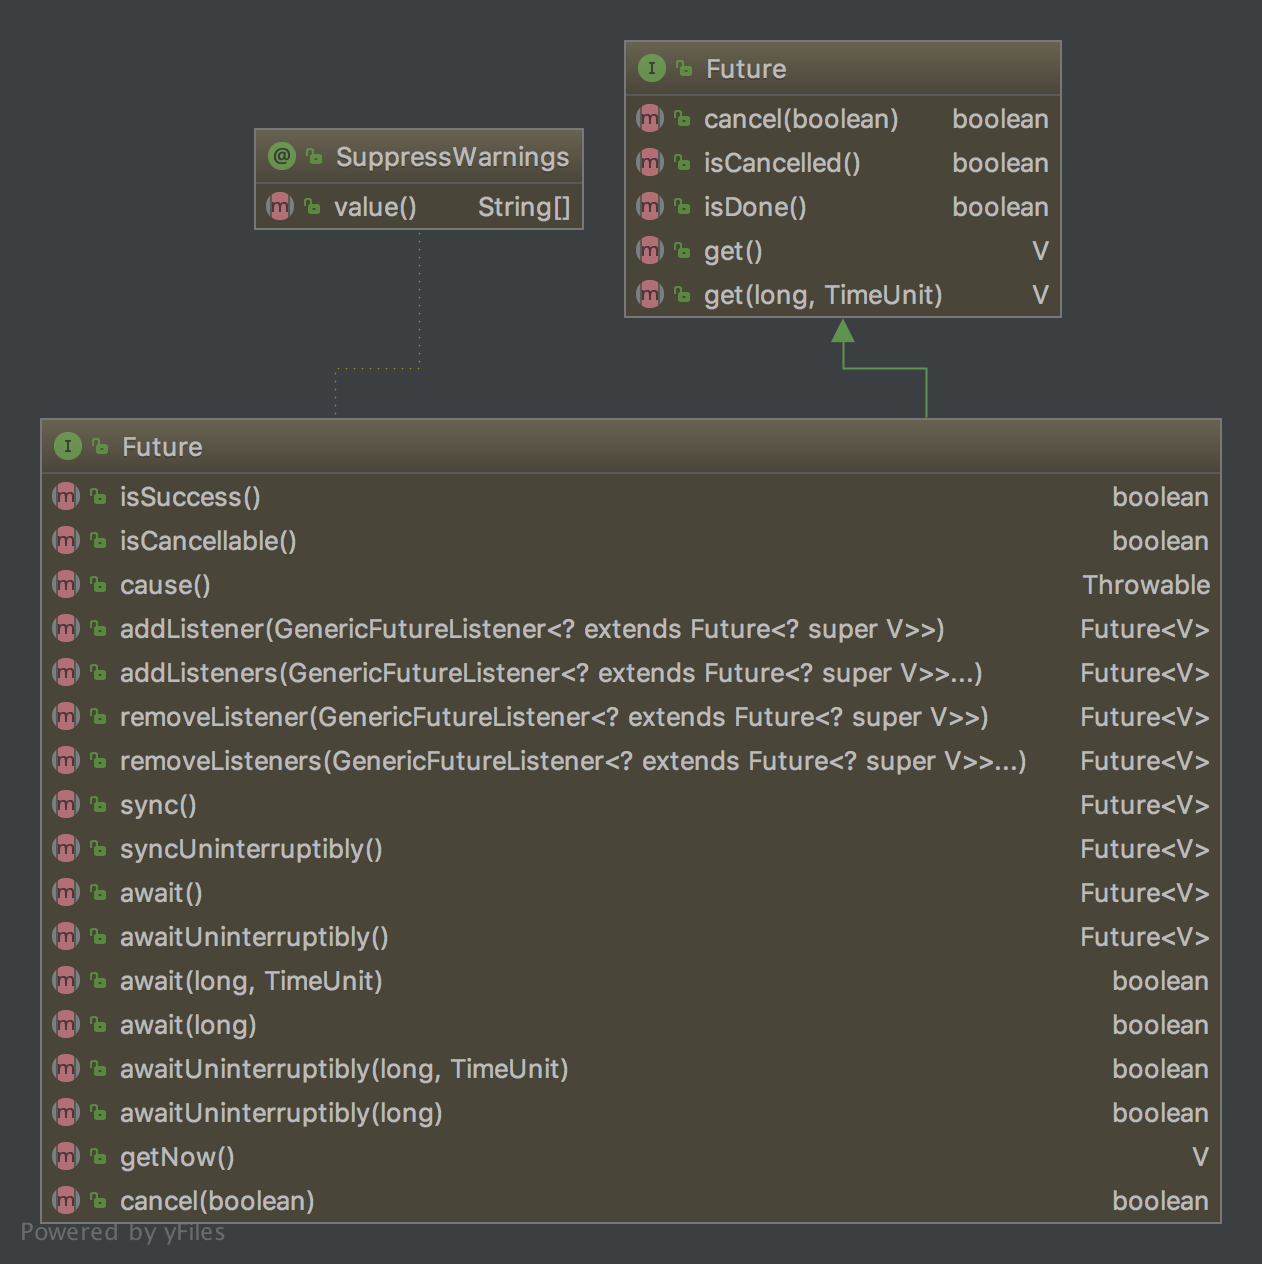 Future
cancel(boolean) boolean
isCancelled() boolean
isDone() boolean
get() V
get(long, TimeUnit) V
@ SuppressWarnings
value() String[]
I Future
m isSuccess() boolean
m isCancellable() boolean
m cause() Throwable
m addListener(GenericFutureListener<? extends Future<? super V>>) Future<V>
m addListeners(GenericFutureListener<? extends Future<? super V>>...) Future<V>
m removeListener(GenericFutureListener<? extends Future<? super V>>) Future<V>
m removeListeners(GenericFutureListener<? extends Future<? super V>>...) Future<V>
m sync() Future<V>
m syncUninterruptibly() Future<V>
m await() Future<V>
m awaitUninterruptibly() Future<V>
m await(long, TimeUnit) boolean
m await(long) boolean
m awaitUninterruptibly(long, TimeUnit) boolean
m awaitUninterruptibly(long) boolean
m getNow() V
m cancel(boolean) boolean
Powered by yFiles